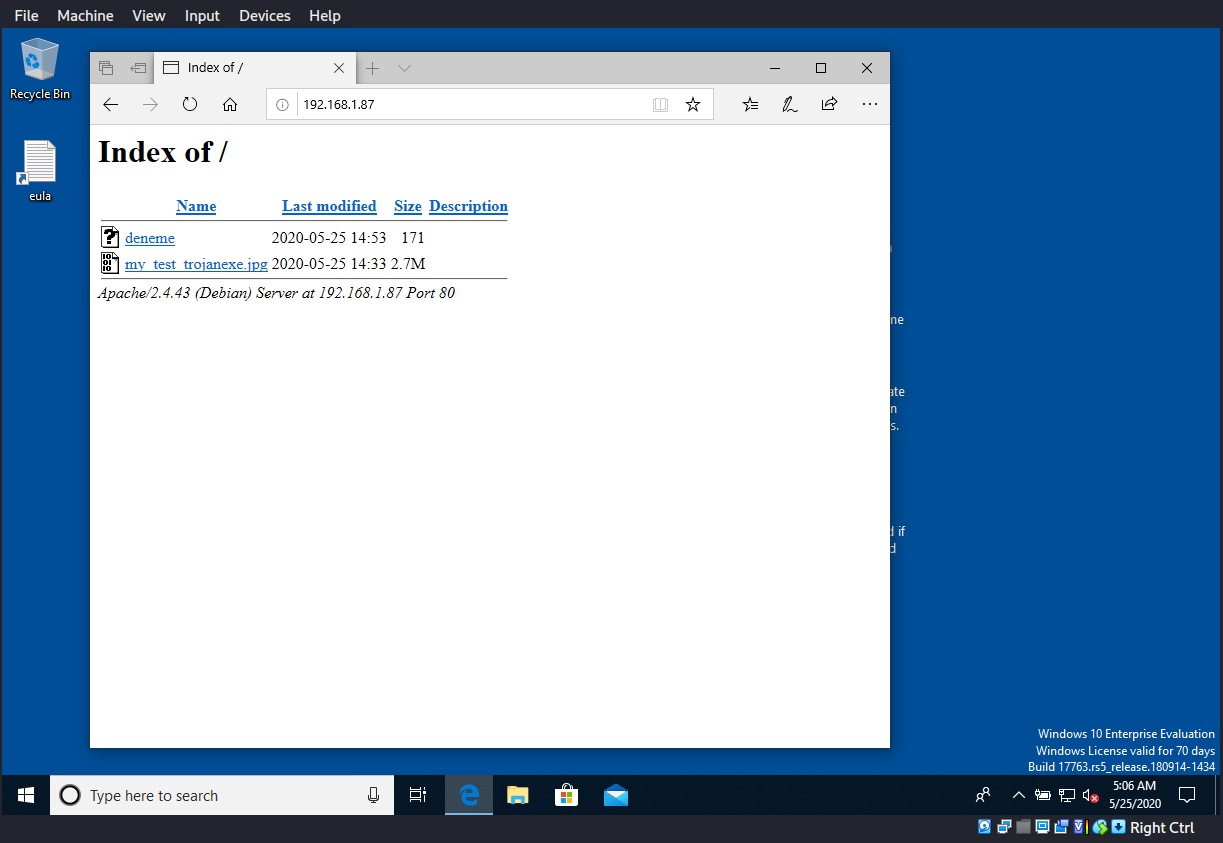 File Machine View Input Devices Help
Recycle Bin
eula
Index of /
192.168.1.87
Index of /
Name Last modified Size Description
deneme 2020-05-25 14:53 171
my_test_trojanexe.jpg 2020-05-25 14:33 2.7M
Apache/2.4.43 (Debian) Server at 192.168.1.87 Port 80
me
ate
n
s.
d if
d
Windows 10 Enterprise Evaluation
Windows License valid for 70 days
Build 17763.rs5_release.180914-1434
Type here to search
5:06 AM
5/25/2020
Right Ctrl